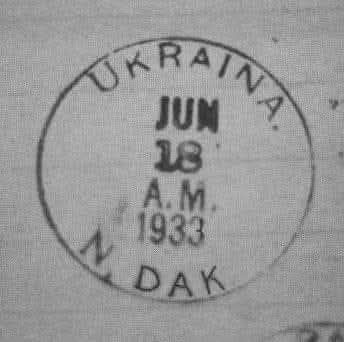 UKRAINA.
JUN
18
A.M.
1933
N. DAK